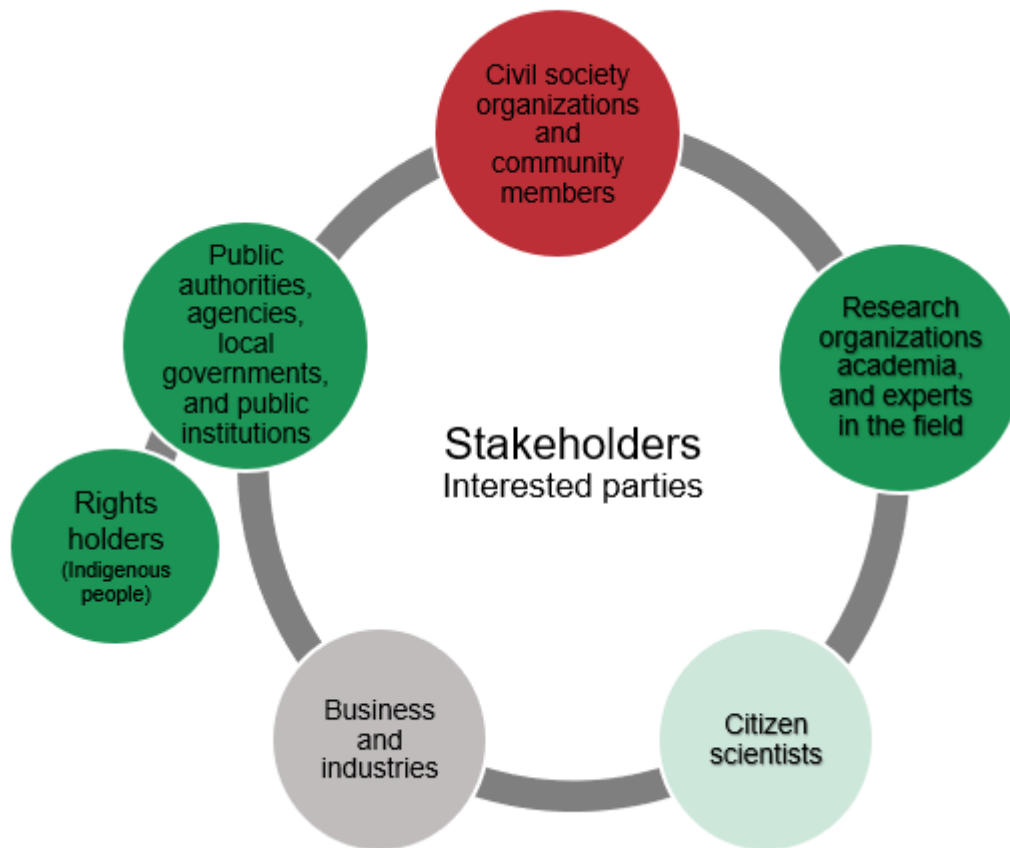 Civil society
organizations
and
community
members
Public
authorities,
agencies,
local
governments,
and public
institutions
Research
organizations
academia,
and experts
in the field
Stakeholders
Interested parties
Rights
holders
(Indigenous
people)
Business
and
industries
Citizen
scientists